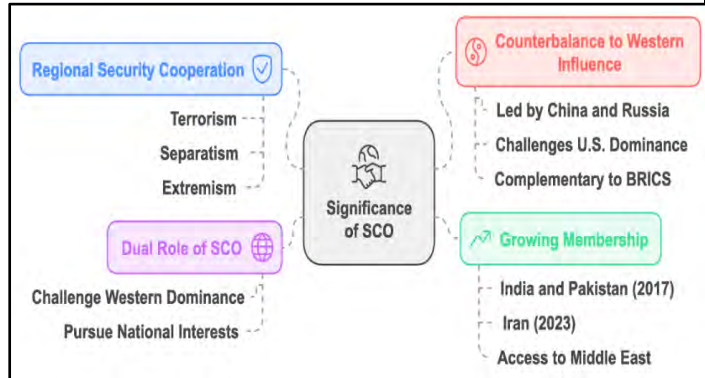 Regional Security Cooperation
Terrorism
Separatism
Extremism
Dual Role of SCO
Challenge Western Dominance
Pursue National Interests
Significance
of SCO
Counterbalance to Western
Influence
Led by China and Russia
Challenges U.S. Dominance
Complementary to BRICS
Growing Membership
India and Pakistan (2017)
Iran (2023)
Access to Middle East